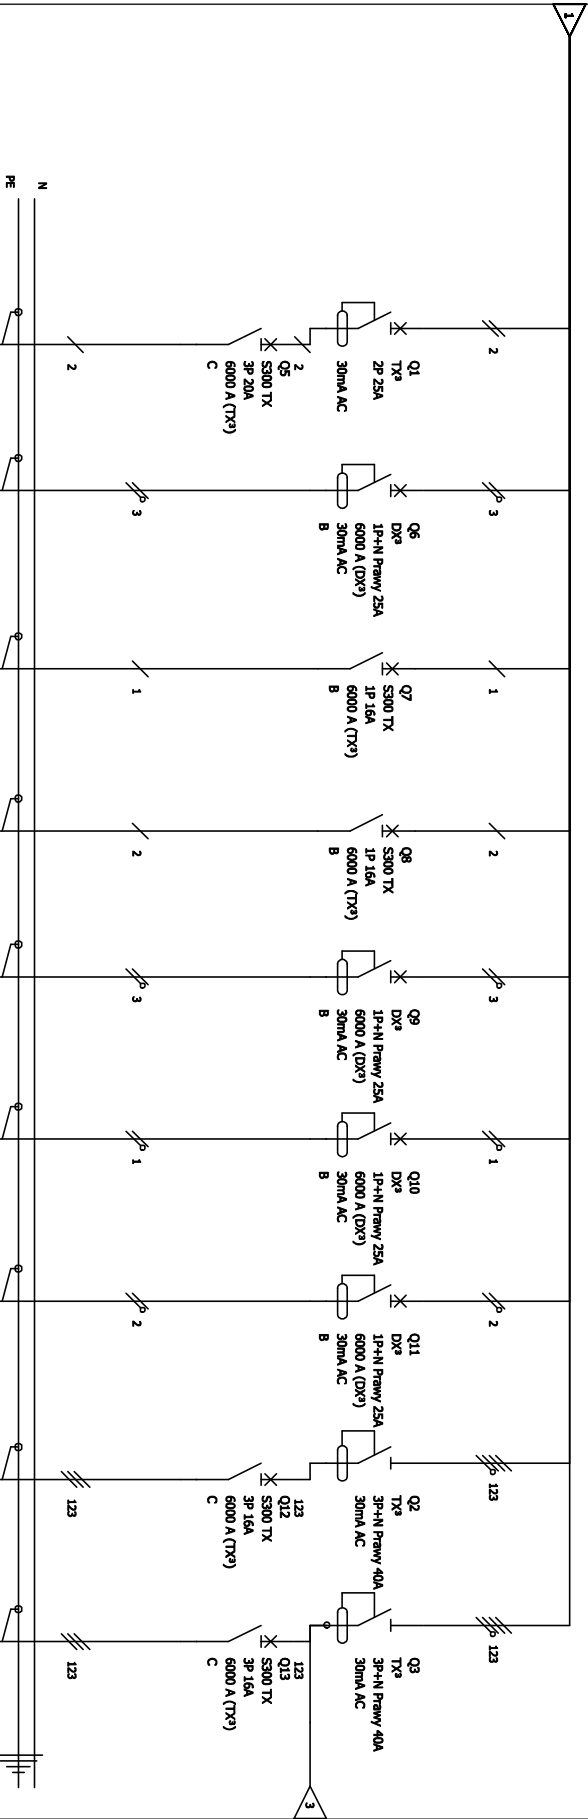 1
2
Q1
TX³
2P 25A
30mA AC
2
Q5
S300 TX
3P 20A
6000 A (TX³)
C
2
3
Q6
DX³
1P+N Prawy 25A
6000 A (DX³)
30mA AC
B
3
1
Q7
S300 TX
1P 16A
6000 A (TX³)
B
1
2
Q8
S300 TX
1P 16A
6000 A (TX³)
B
2
3
Q9
DX³
1P+N Prawy 25A
6000 A (DX³)
30mA AC
B
3
1
Q10
DX³
1P+N Prawy 25A
6000 A (DX³)
30mA AC
B
1
2
Q11
DX³
1P+N Prawy 25A
6000 A (DX³)
30mA AC
B
2
123
Q2
TX³
3P+N Prawy 40A
30mA AC
123
Q12
S300 TX
3P 16A
6000 A (TX³)
C
123
123
Q3
TX³
3P+N Prawy 40A
30mA AC
123
Q13
S300 TX
3P 16A
6000 A (TX³)
C
123
3
N
PE